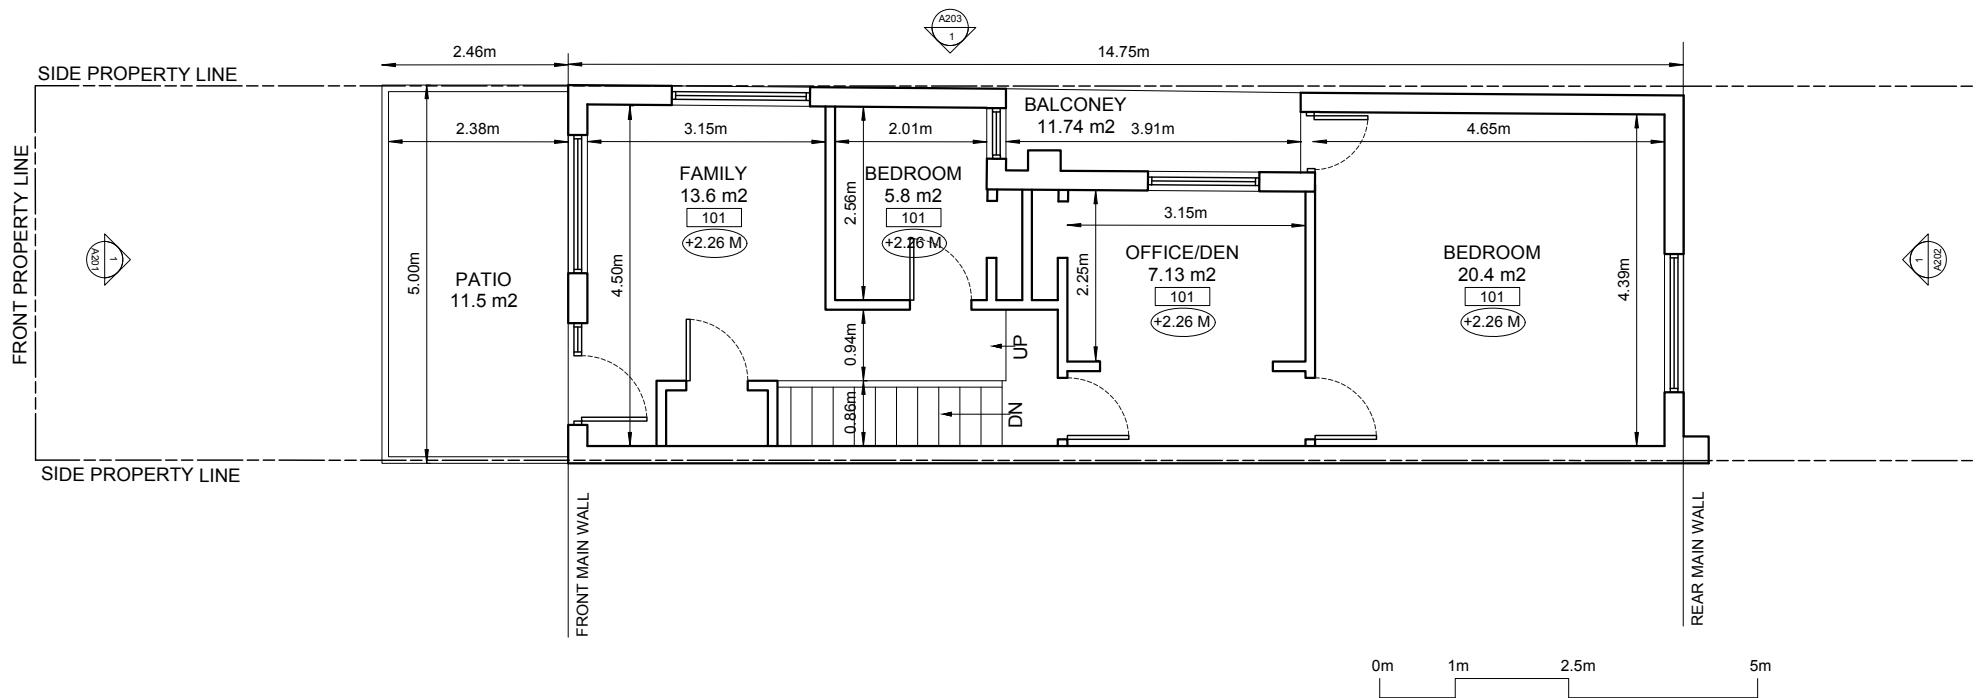 A203
1
2.46m
14.75m
SIDE PROPERTY LINE
BALCONEY
11.74 m2
2.38m
3.15m
2.01m
3.91m
4.65m
FRONT PROPERTY LINE
FAMILY
13.6 m2
101
+2.26 M
BEDROOM
5.8 m2
101
+2.26 M
2.56m
3.15m
A201
1
5.00m
PATIO
11.5 m2
4.50m
2.25m
OFFICE/DEN
7.13 m2
101
+2.26 M
BEDROOM
20.4 m2
101
+2.26 M
4.39m
1
A202
0.94m
UP
0.86m
DN
SIDE PROPERTY LINE
FRONT MAIN WALL
REAR MAIN WALL
0m
1m
2.5m
5m